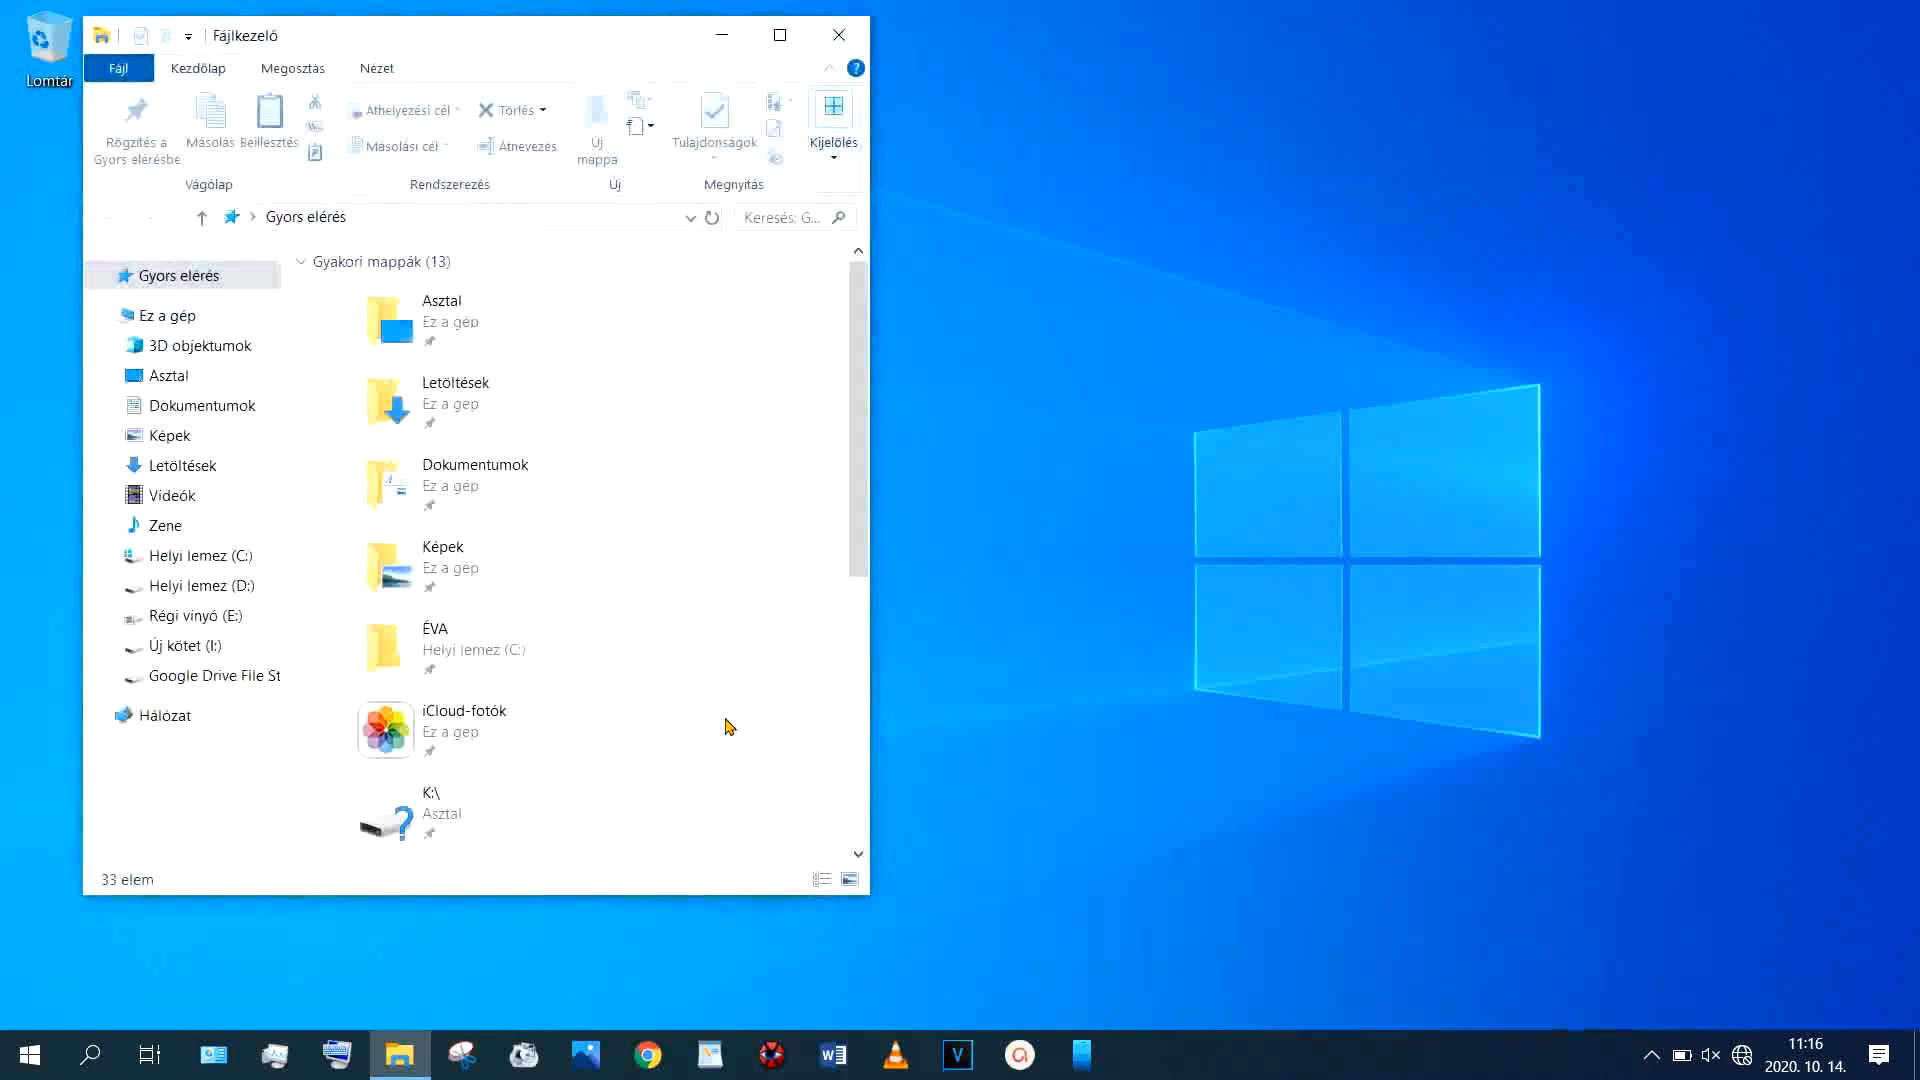 Lomtár
Fájlkezelő
Fájl
Kezdőlap
Megosztás
Nézet
Rögzítés a
Gyors elérésbe
Másolás
Beillesztés
Áthelyezési cél
Másolási cél
Törlés
Átnevezés
Új
mappa
Tulajdonságok
Kijelölés
Vágólap
Rendszerezés
Új
Megnyitás
Gyors elérés
Keresés: G...
Gyors elérés
Ez a gép
3D objektumok
Asztal
Dokumentumok
Képek
Letöltések
Videók
Zene
Helyi lemez (C:)
Helyi lemez (D:)
Régi vinyó (E:)
Új kötet (I:)
Google Drive File St
Hálózat
Gyakori mappák (13)
Asztal
Ez a gép
Letöltések
Ez a gép
Dokumentumok
Ez a gép
Képek
Ez a gép
ÉVA
Helyi lemez (C:)
iCloud-fotók
Ez a gép
K:\
Asztal
33 elem
11:16
2020. 10. 14.